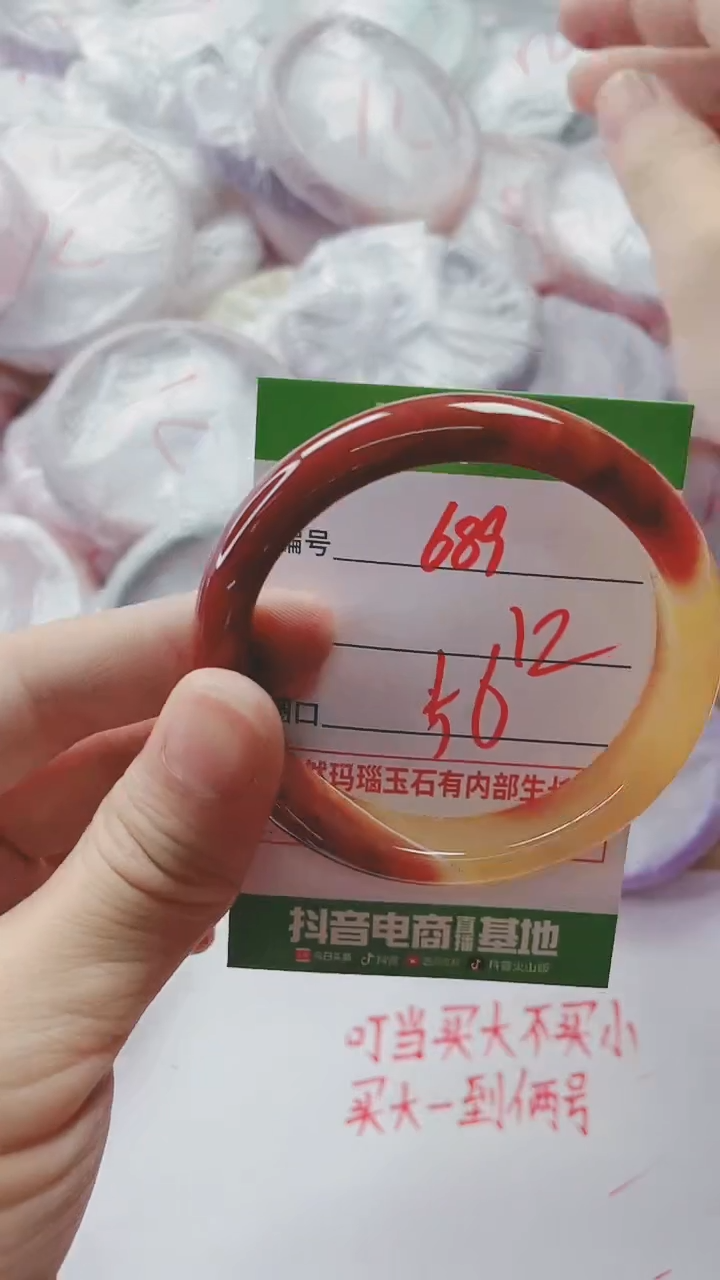 编号 689
12
圈口 56
然玛瑙玉石有内部生长
抖音电商直播基地
今日头条 抖音 西瓜视频 抖音火山版
叮当买大不买小
买大一到俩号